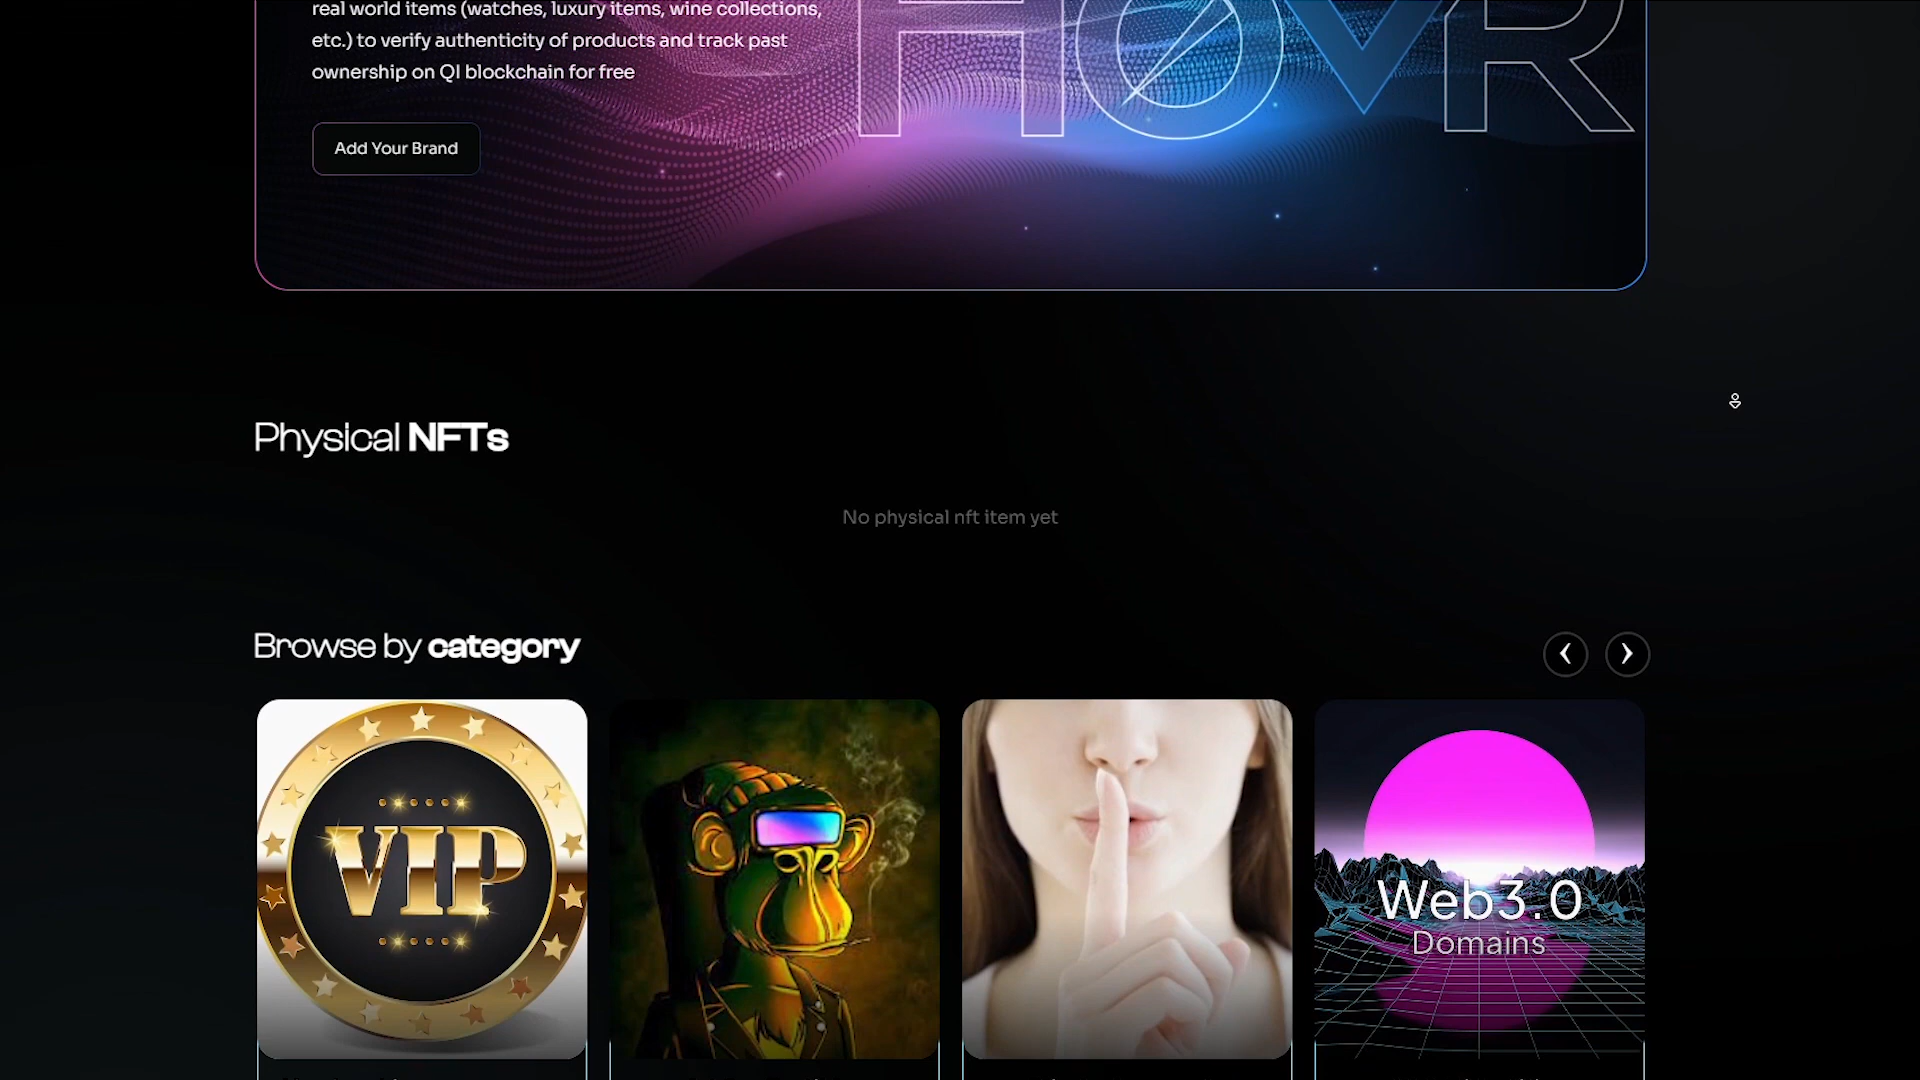 real world items (watches, luxury items, wine collections,
etc.) to verify authenticity of products and track past
ownership on QI blockchain for free
Add Your Brand
Physical NFTs
No physical nft item yet
Browse by category
VIP
Web3.0
Domains